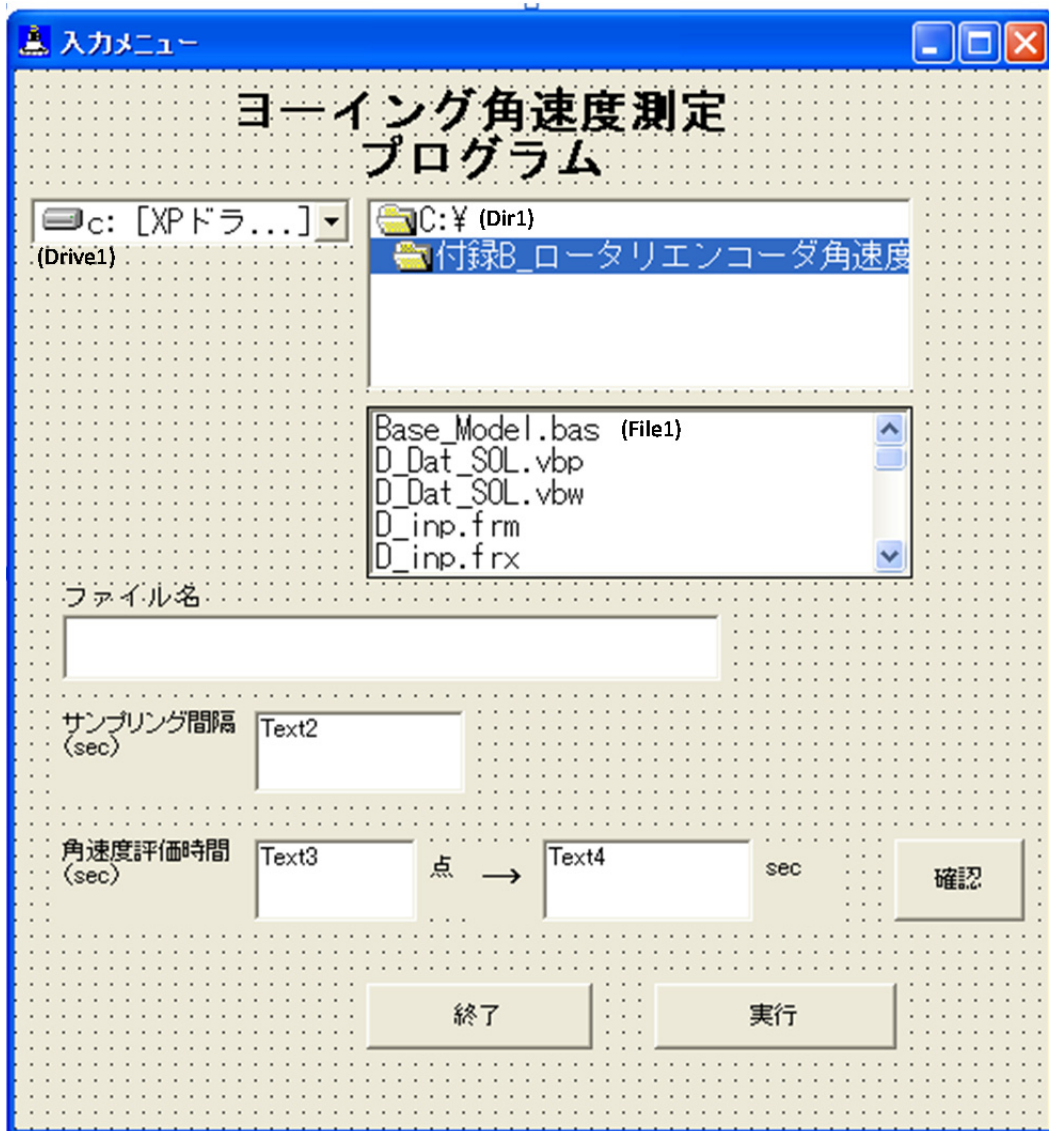 入力メニュー
ヨーイング角速度測定
プログラム
c: [XPドラ...]
(Drive1)
C:¥ (Dir1)
付録B_ロータリエンコーダ角速度
Base_Model.bas (File1)
D_Dat_SOL.vbp
D_Dat_SOL.vbw
D_inp.frm
D_inp.frx
ファイル名
サンプリング間隔
(sec)
Text2
角速度評価時間
(sec)
Text3 点 → Text4 sec 確認
終了 実行